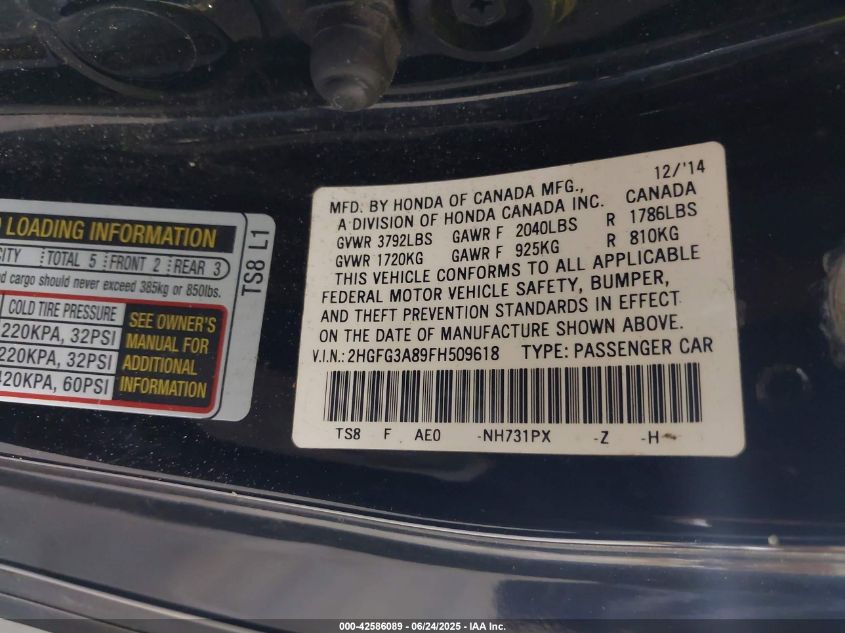 D LOADING INFORMATION
CITY TOTAL 5 FRONT 2 REAR 3
nd cargo should never exceed 385kg or 850lbs.
COLD TIRE PRESSURE
220KPA, 32PSI
220KPA, 32PSI
420KPA, 60PSI
SEE OWNER'S
MANUAL FOR
ADDITIONAL
INFORMATION
TS8 L1
12/'14
MFD. BY HONDA OF CANADA MFG.,
A DIVISION OF HONDA CANADA INC. CANADA
GVWR 3792LBS GAWR F 2040LBS R 1786LBS
GVWR 1720KG GAWR F 925KG R 810KG
THIS VEHICLE CONFORMS TO ALL APPLICABLE
FEDERAL MOTOR VEHICLE SAFETY, BUMPER,
AND THEFT PREVENTION STANDARDS IN EFFECT
ON THE DATE OF MANUFACTURE SHOWN ABOVE.
V.I.N.: 2HGFG3A89FH509618 TYPE: PASSENGER CAR
TS8 F AE0 -NH731PX -Z -H-
000-42586089 - 06/24/2025 - IAA Inc.